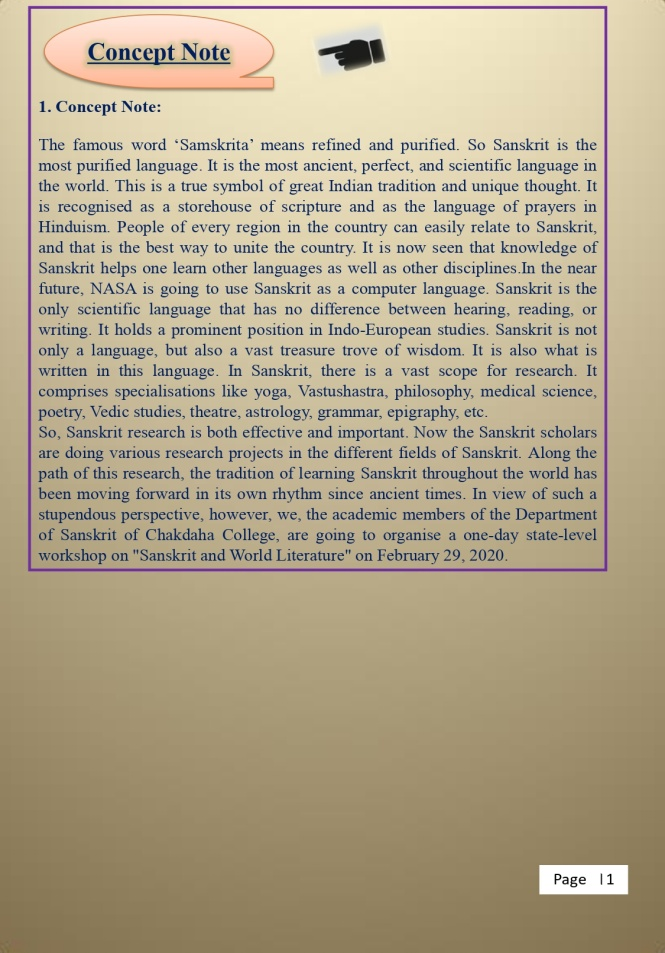 Concept Note
1. Concept Note:
The famous word ‘Samskrita’ means refined and purified. So Sanskrit is the
most purified language. It is the most ancient, perfect, and scientific language in
the world. This is a true symbol of great Indian tradition and unique thought. It
is recognised as a storehouse of scripture and as the language of prayers in
Hinduism. People of every region in the country can easily relate to Sanskrit,
and that is the best way to unite the country. It is now seen that knowledge of
Sanskrit helps one learn other languages as well as other disciplines.In the near
future, NASA is going to use Sanskrit as a computer language. Sanskrit is the
only scientific language that has no difference between hearing, reading, or
writing. It holds a prominent position in Indo-European studies. Sanskrit is not
only a language, but also a vast treasure trove of wisdom. It is also what is
written in this language. In Sanskrit, there is a vast scope for research. It
comprises specialisations like yoga, Vastushastra, philosophy, medical science,
poetry, Vedic studies, theatre, astrology, grammar, epigraphy, etc.
So, Sanskrit research is both effective and important. Now the Sanskrit scholars
are doing various research projects in the different fields of Sanskrit. Along the
path of this research, the tradition of learning Sanskrit throughout the world has
been moving forward in its own rhythm since ancient times. In view of such a
stupendous perspective, however, we, the academic members of the Department
of Sanskrit of Chakdaha College, are going to organise a one-day state-level
workshop on "Sanskrit and World Literature" on February 29, 2020.
Page |1